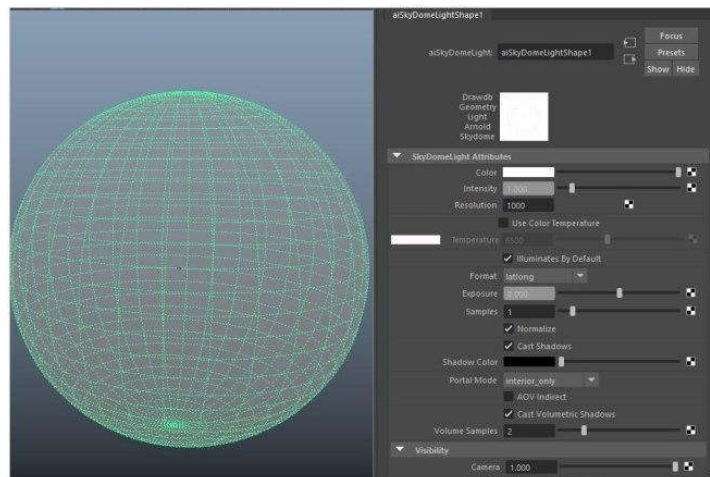 aiSkyDomeLightShape1
Focus
aiSkyDomeLight: aiSkyDomeLightShape1
Presets
Show Hide
Drawdb
Geometry
Light
Arnold
Skydome
SkyDomeLight Attributes
Color
Intensity 1.000
Resolution 1000
Use Color Temperature
Temperature 6500
Illuminates By Default
Format latlong
Exposure 0.000
Samples 1
Normalize
Cast Shadows
Shadow Color
Portal Mode interior_only
AOV Indirect
Cast Volumetric Shadows
Volume Samples 2
Visibility
Camera 1.000